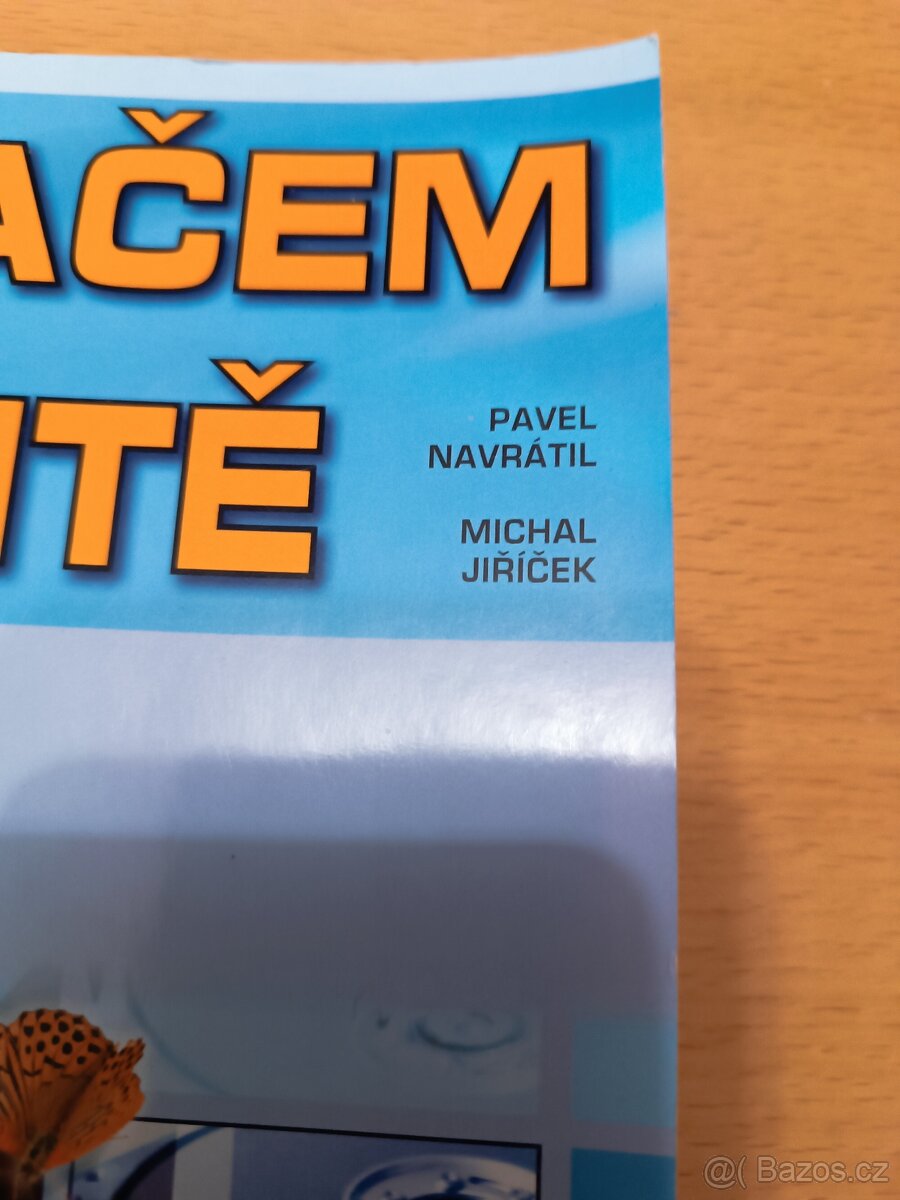 AČEM
ITĚ
PAVEL
NAVRÁTIL
MICHAL
JIŘÍČEK
@( Bazos.cz